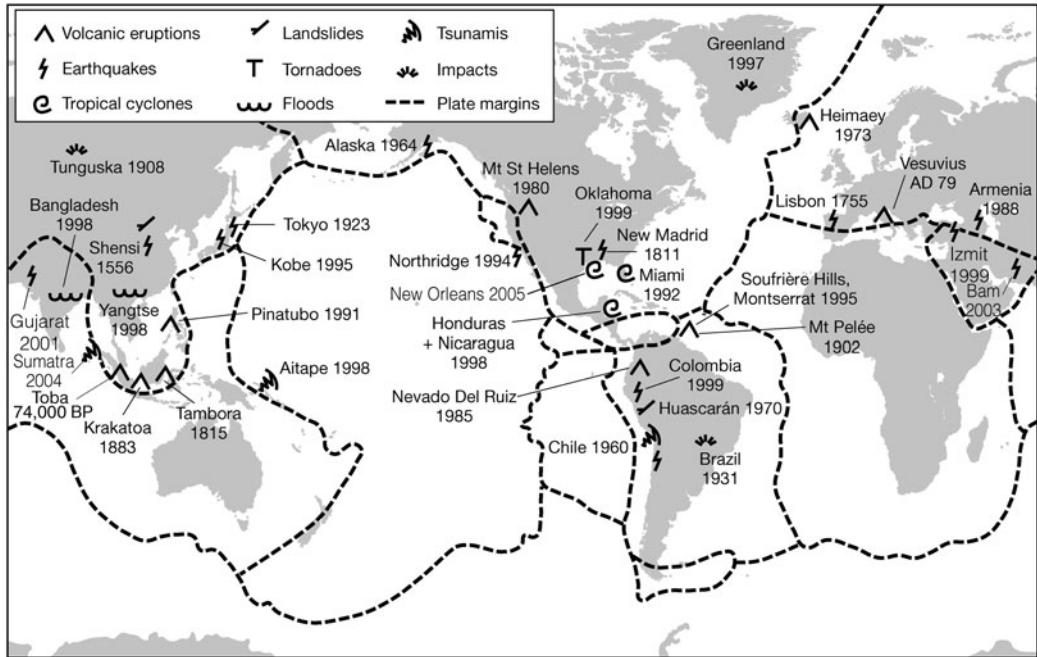 Volcanic eruptions
Landslides
Tsunamis
Earthquakes
Tornadoes
Impacts
Tropical cyclones
Floods
Plate margins
Greenland
1997
Heimaey
1973
Alaska 1964
Tunguska 1908
Mt St Helens
1980
Vesuvius
AD 79
Oklahoma
1999
Lisbon 1755
Armenia
1988
Bangladesh
1998
Tokyo 1923
New Madrid
1811
Shensi
1556
Kobe 1995
Northridge 1994
Izmit
1999
Miami
1992
Soufrière Hills,
Montserrat 1995
New Orleans 2005
Bam
2003
Yangtse
1998
Pinatubo 1991
Honduras
+ Nicaragua
1998
Mt Pelée
1902
Gujarat
2001
Sumatra
2004
Aitape 1998
Colombia
1999
Toba
74,000 BP
Nevado Del Ruiz
1985
Huascarán 1970
Tambora
1815
Krakatoa
1883
Chile 1960
Brazil
1931